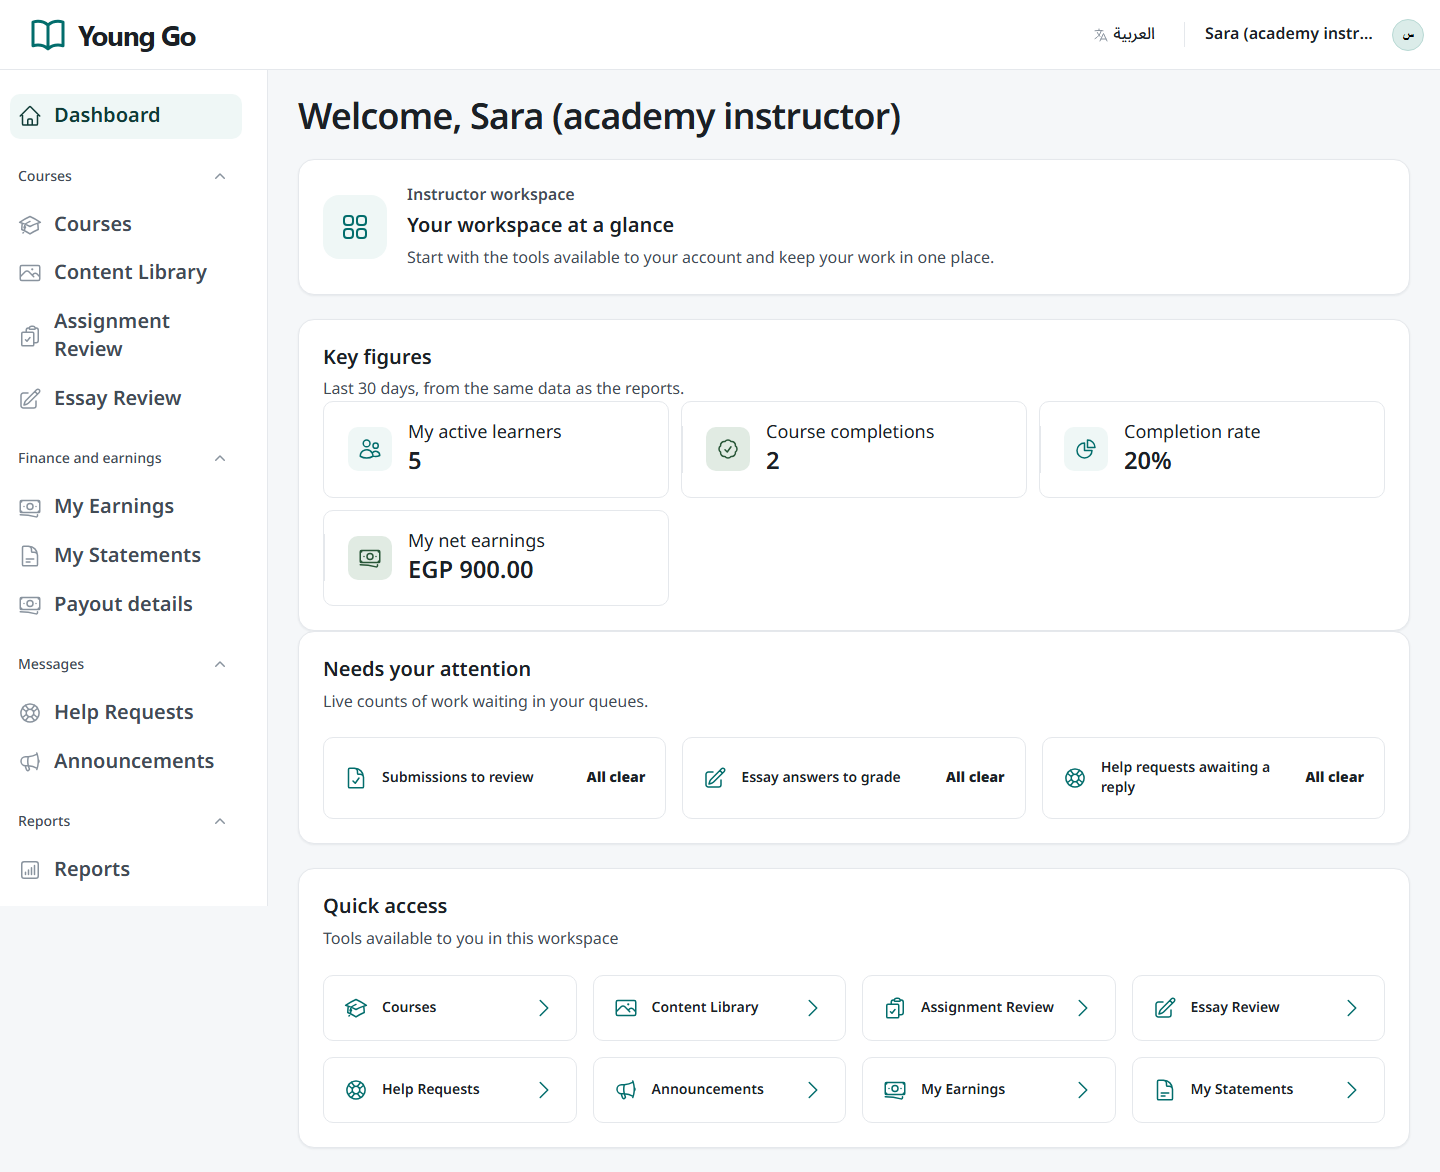 Young Go
العربية
Sara (academy instr...
س
Dashboard
Courses
Courses
Content Library
Assignment
Review
Essay Review
Finance and earnings
My Earnings
My Statements
Payout details
Messages
Help Requests
Announcements
Reports
Reports
Welcome, Sara (academy instructor)
Instructor workspace
Your workspace at a glance
Start with the tools available to your account and keep your work in one place.
Key figures
Last 30 days, from the same data as the reports.
My active learners
5
Course completions
2
Completion rate
20%
My net earnings
EGP 900.00
Needs your attention
Live counts of work waiting in your queues.
Submissions to review
All clear
Essay answers to grade
All clear
Help requests awaiting a
reply
All clear
Quick access
Tools available to you in this workspace
Courses
Content Library
Assignment Review
Essay Review
Help Requests
Announcements
My Earnings
My Statements